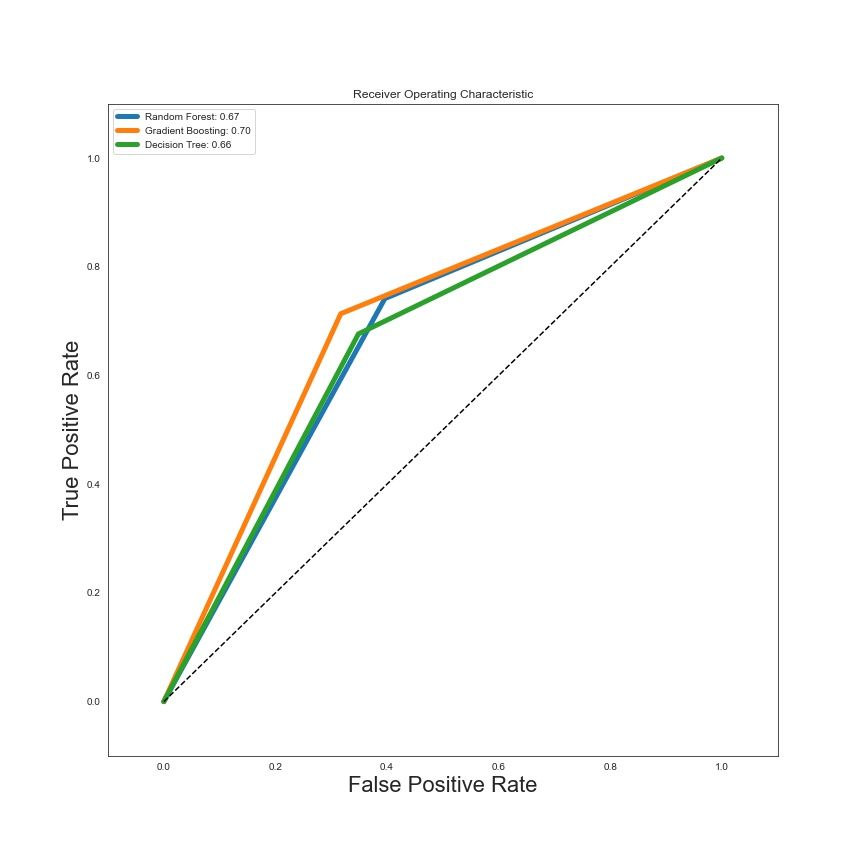 Receiver Operating Characteristic
Random Forest: 0.67
Gradient Boosting: 0.70
Decision Tree: 0.66
True Positive Rate
1.0
0.8
0.6
0.4
0.2
0.0
0.0 0.2 0.4 0.6 0.8 1.0
False Positive Rate